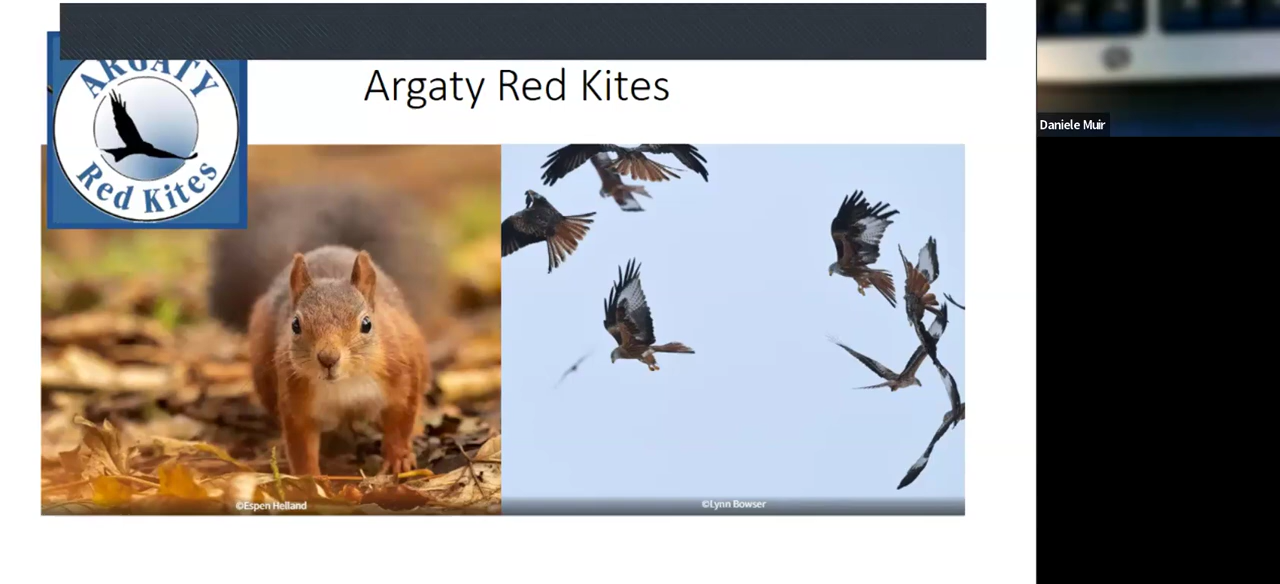 Argaty Red Kites
ARGATY
Red Kites
Daniele Muir
©Espen Helland
©Lynn Bowser